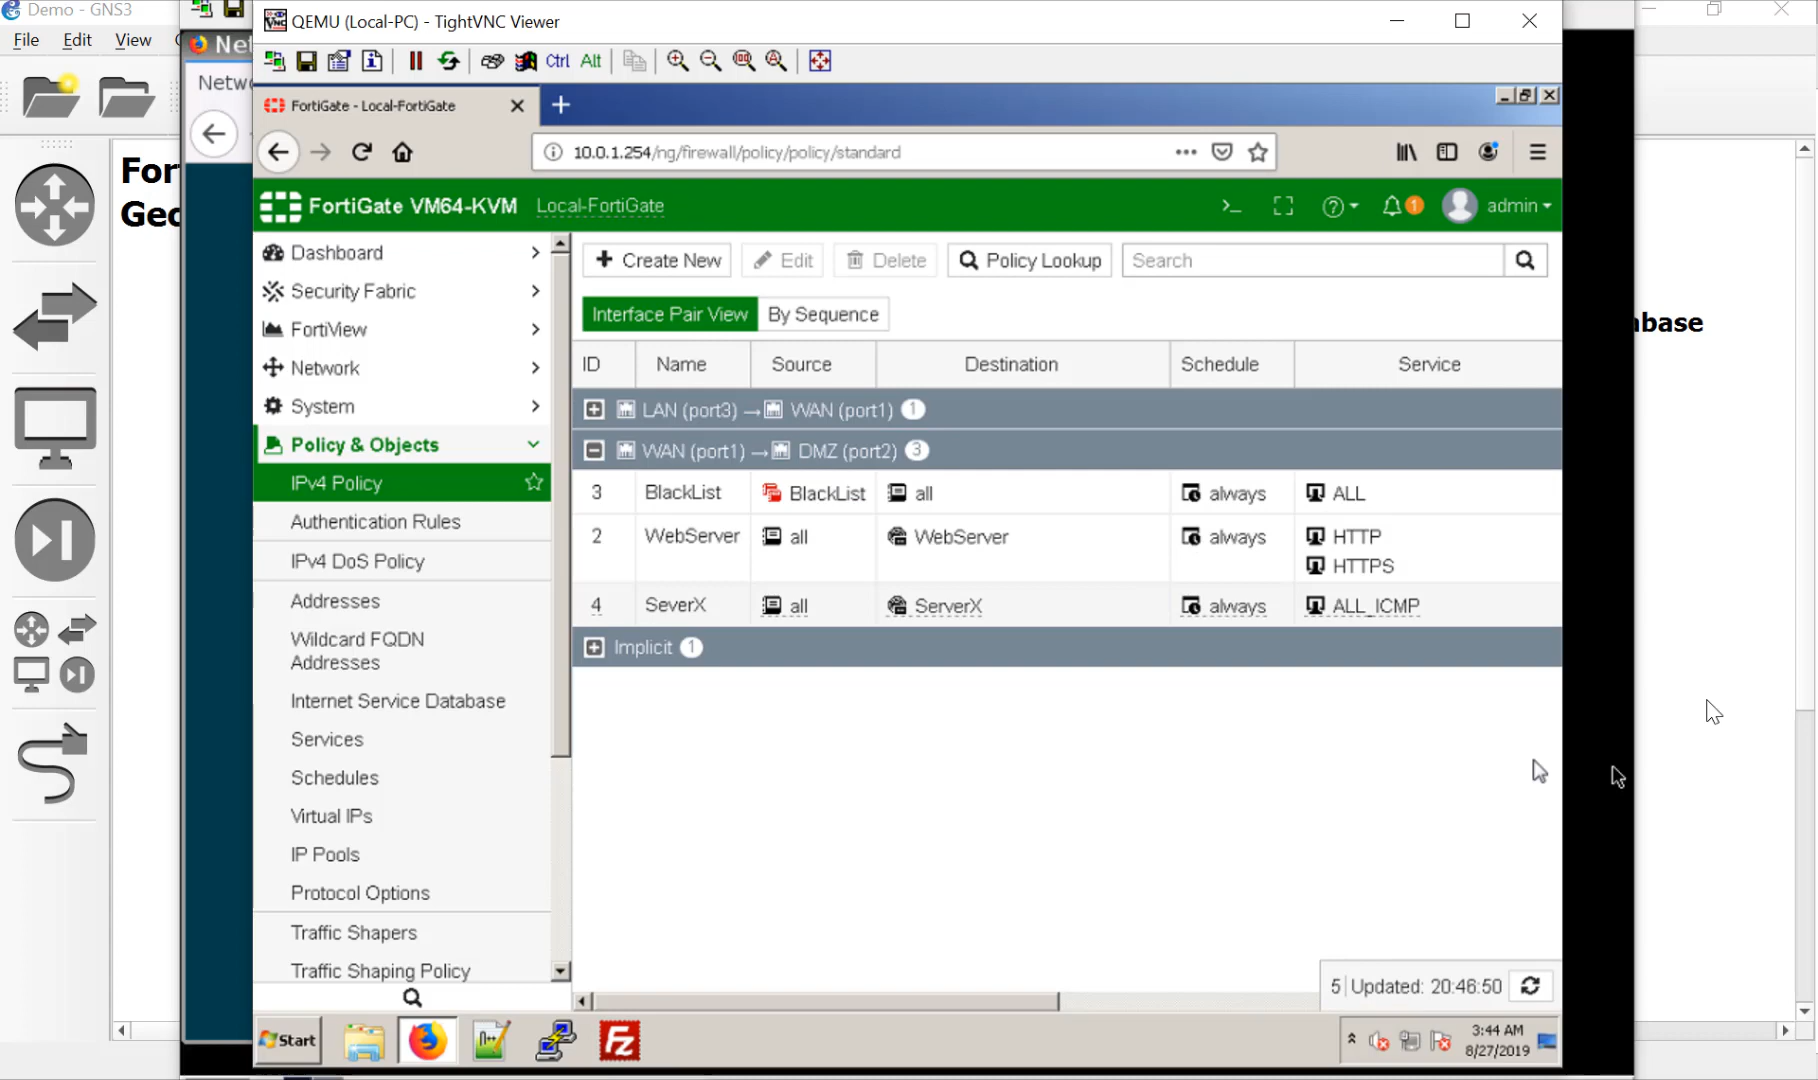 Demo - GNS3
File Edit View
For
Geo
abase
Net
Netwo
QEMU (Local-PC) - TightVNC Viewer
Ctrl Alt
FortiGate - Local-FortiGate
10.0.1.254/ng/firewall/policy/policy/standard
FortiGate VM64-KVM Local-FortiGate
>_ 1 admin
Dashboard
Security Fabric
FortiView
Network
System
Policy & Objects
IPv4 Policy
Authentication Rules
IPv4 DoS Policy
Addresses
Wildcard FQDN
Addresses
Internet Service Database
Services
Schedules
Virtual IPs
IP Pools
Protocol Options
Traffic Shapers
Traffic Shaping Policy
Create New Edit Delete Policy Lookup Search
Interface Pair View By Sequence
ID Name Source Destination Schedule Service
LAN (port3) → WAN (port1) 1
WAN (port1) → DMZ (port2) 3
3 BlackList BlackList all always ALL
2 WebServer all WebServer always HTTP
HTTPS
4 SeverX all ServerX always ALL_ICMP
Implicit 1
5 Updated: 20:46:50
Start
3:44 AM
8/27/2019